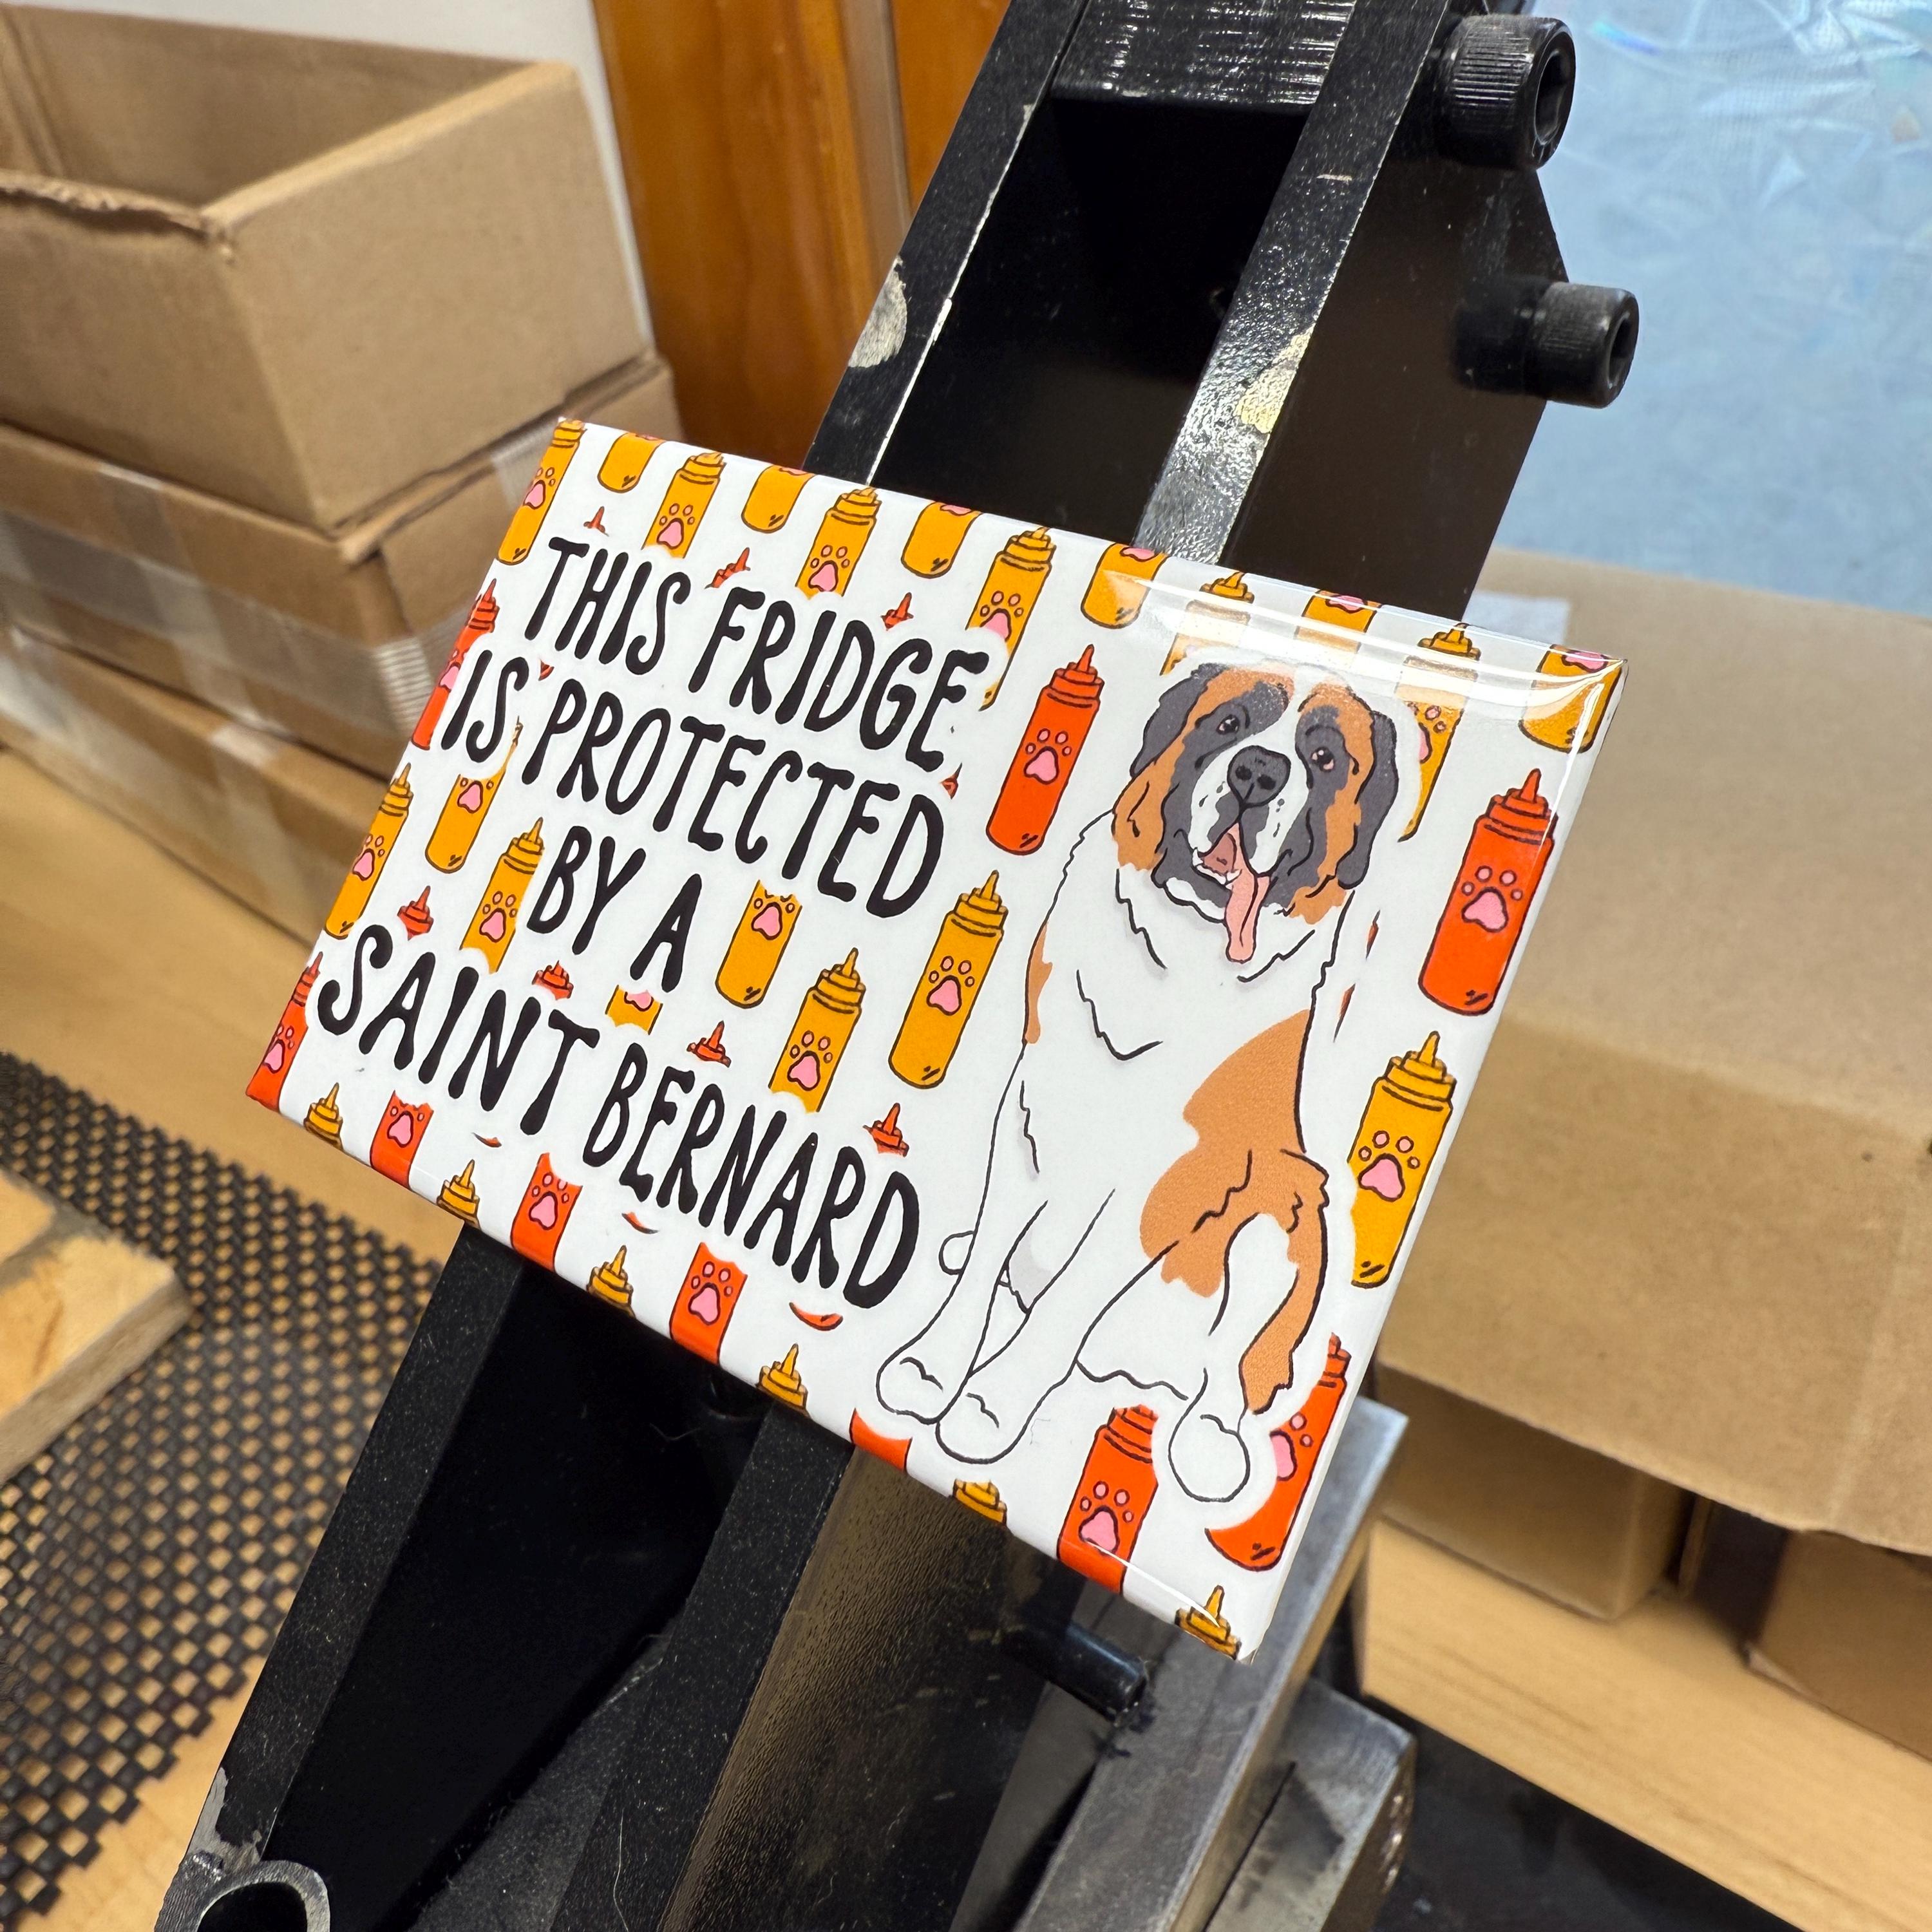 THIS FRIDGE
IS PROTECTED
BY A
SAINT BERNARD